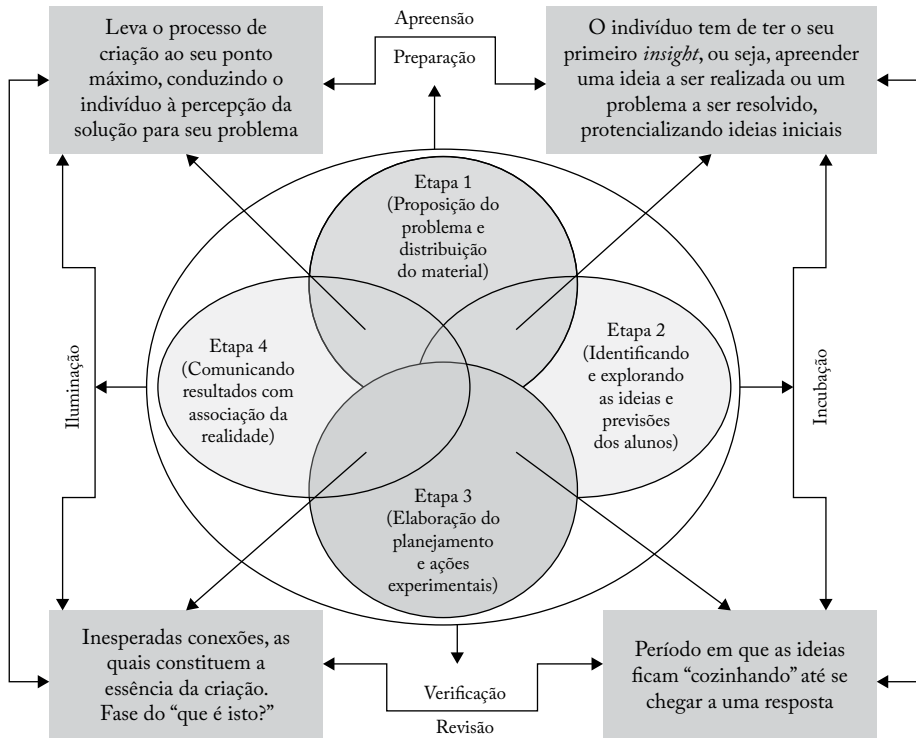 Leva o processo de
criação ao seu ponto
máximo, conduzindo o
indivíduo à percepção da
solução para seu problema
Apreensão
Preparação
O indivíduo tem de ter o seu
primeiro insight, ou seja, apreender
uma ideia a ser realizada ou um
problema a ser resolvido,
protencializando ideias iniciais
Etapa 1
(Proposição do
problema e
distribuição
do material)
Iluminação
Etapa 4
(Comunicando
resultados com
associação da
realidade)
Etapa 2
(Identificando
e explorando
as ideias e
previsões
dos alunos)
Incubação
Etapa 3
(Elaboração do
planejamento
e ações
experimentais)
Inesperadas conexões, as
quais constituem a
essência da criação.
Fase do “que é isto?”
Verificação
Revisão
Período em que as ideias
ficam “cozinhando” até se
chegar a uma resposta